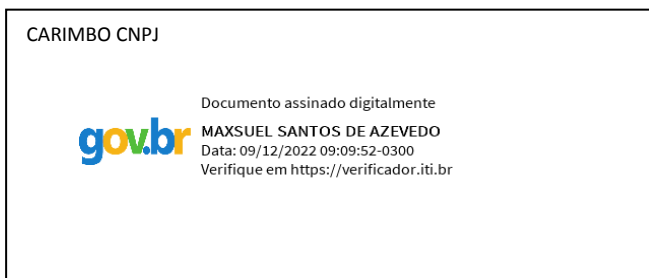 CARIMBO CNPJ
Documento assinado digitalmente
gov.br
MAXSUEL SANTOS DE AZEVEDO
Data: 09/12/2022 09:09:52-0300
Verifique em https://verificador.iti.br